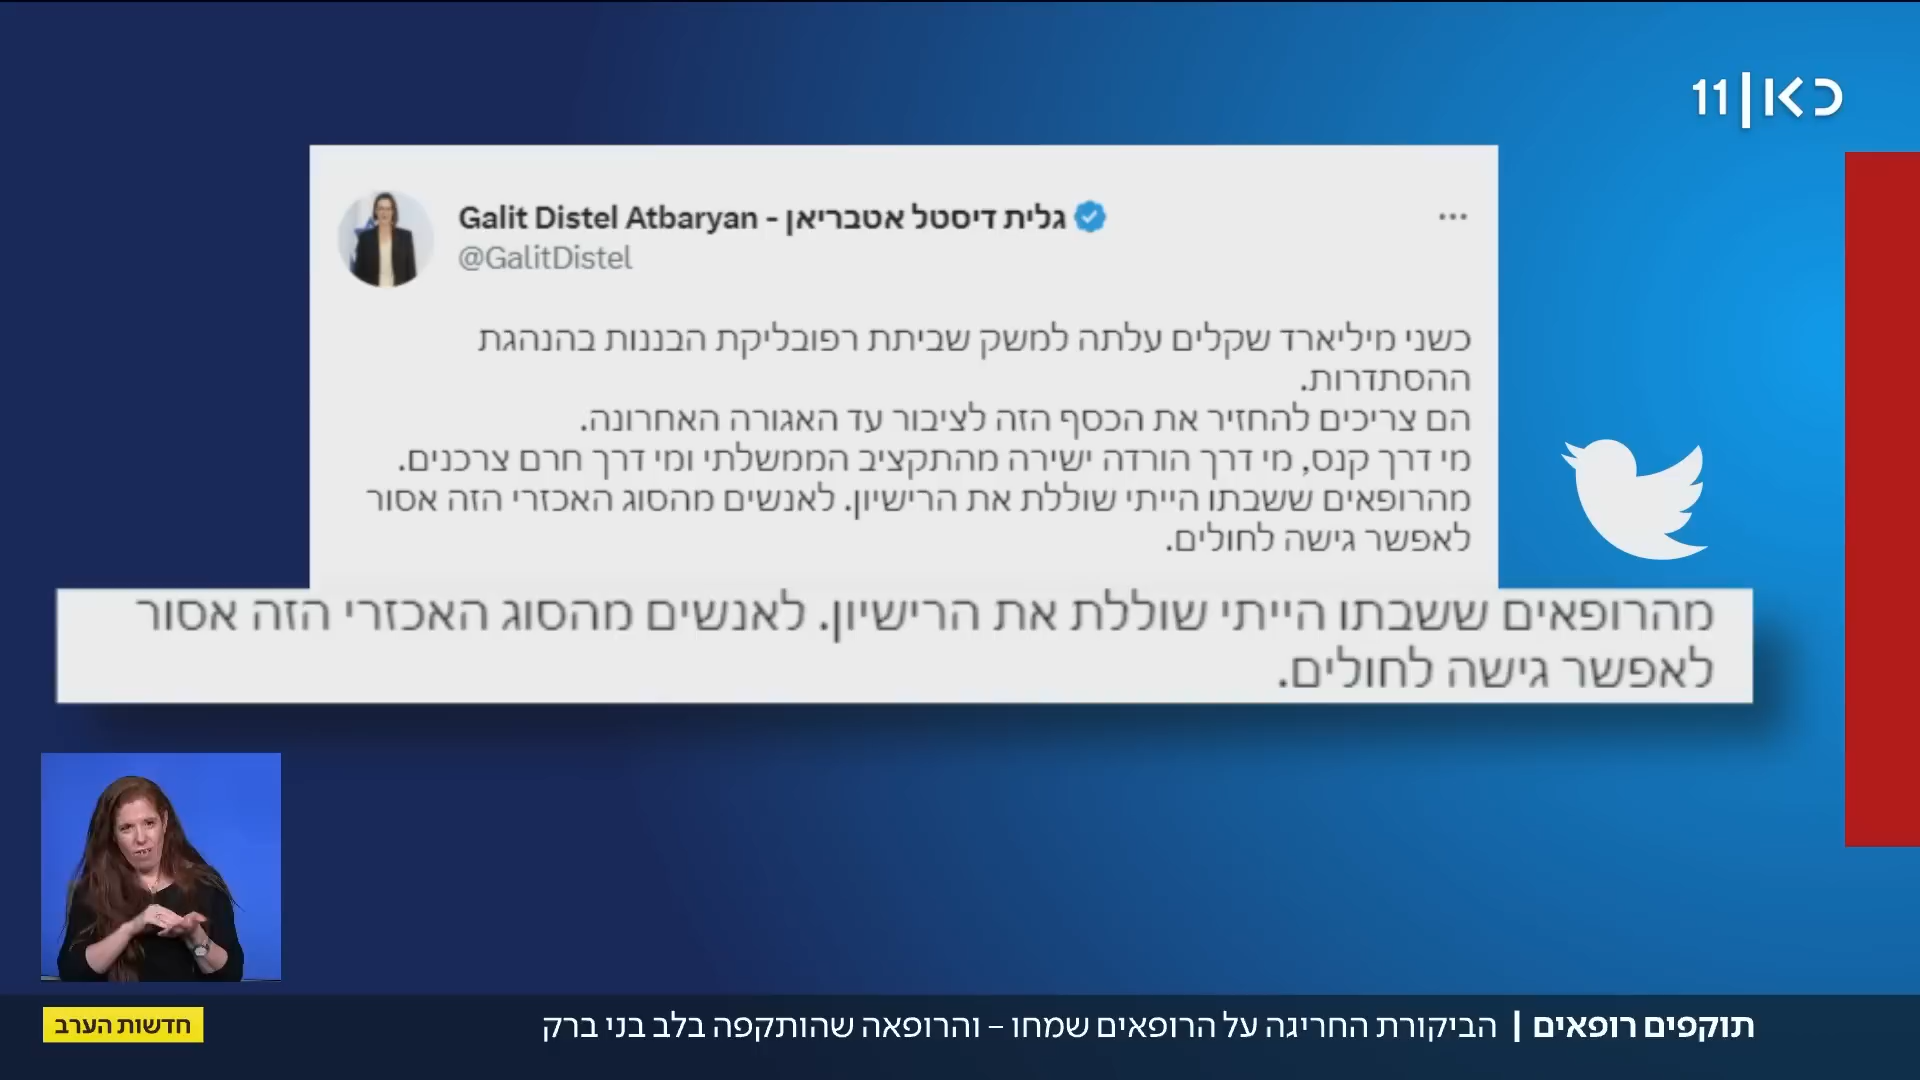 כאן 11
Galit Distel Atbaryan - גלית דיסטל אטבריאן
@GalitDistel
כשני מיליארד שקלים עלתה למשק שביתת רפובליקת הבננות בהנהגת
ההסתדרות.
הם צריכים להחזיר את הכסף הזה לציבור עד האגורה האחרונה.
מי דרך קנס, מי דרך הורדה ישירה מהתקציב הממשלתי ומי דרך חרם צרכנים.
מהרופאים ששבתו הייתי שוללת את הרישיון. לאנשים מהסוג האכזרי הזה אסור
לאפשר גישה לחולים.
מהרופאים ששבתו הייתי שוללת את הרישיון. לאנשים מהסוג האכזרי הזה אסור
לאפשר גישה לחולים.
תוקפים רופאים | הביקורת החריגה על הרופאים שמחו – והרופאה שהותקפה בלב בני ברק
חדשות הערב